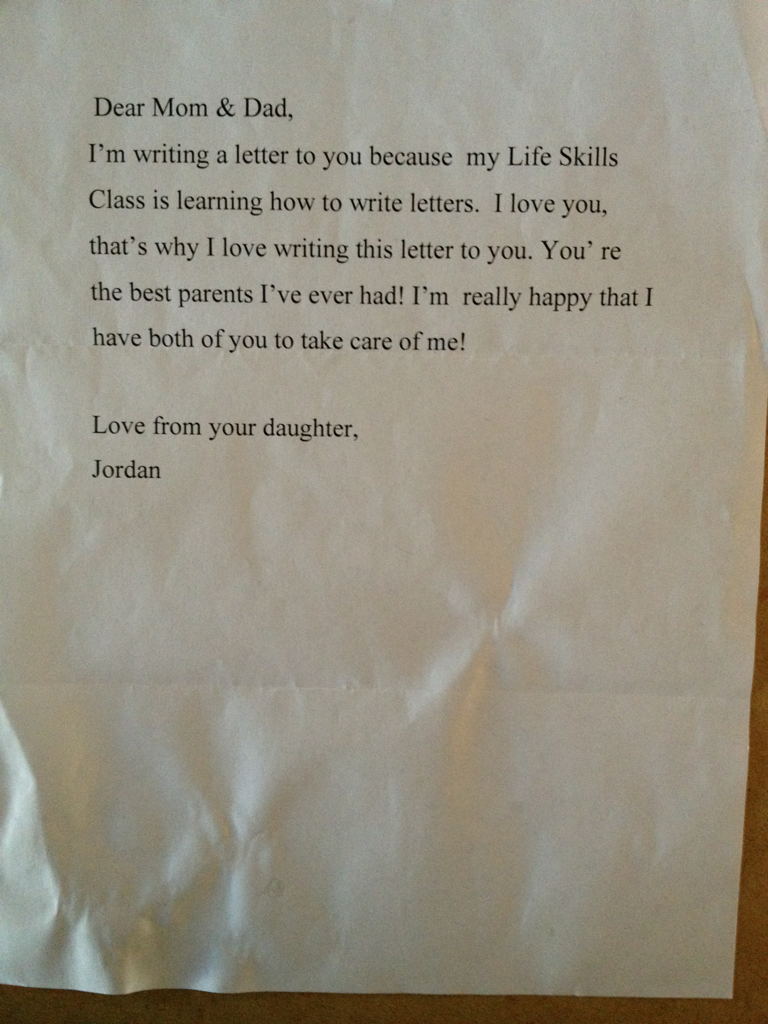 Dear Mom & Dad,
I'm writing a letter to you because  my Life Skills
Class is learning how to write letters.  I love you,
that's why I love writing this letter to you. You' re
the best parents I've ever had! I'm  really happy that I
have both of you to take care of me!
Love from your daughter,
Jordan